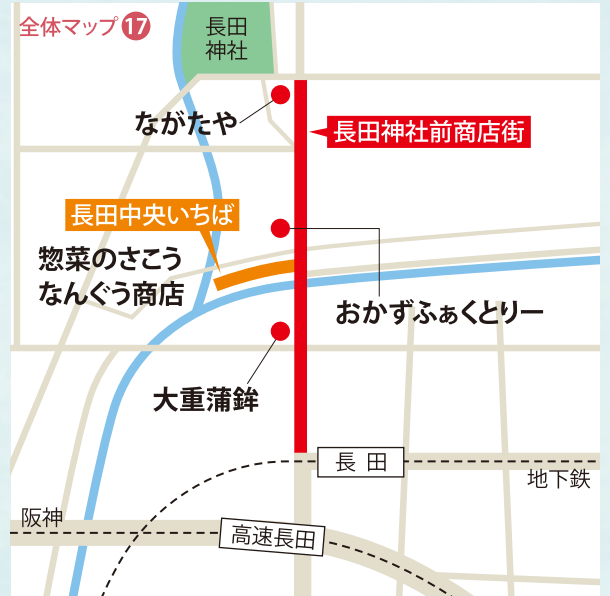 全体マップ 17
長田
神社
ながたや
長田神社前商店街
長田中央いちば
惣菜のさこう
なんぐう商店
おかずふぁくとりー
大重蒲鉾
長 田
地下鉄
阪神
高速長田